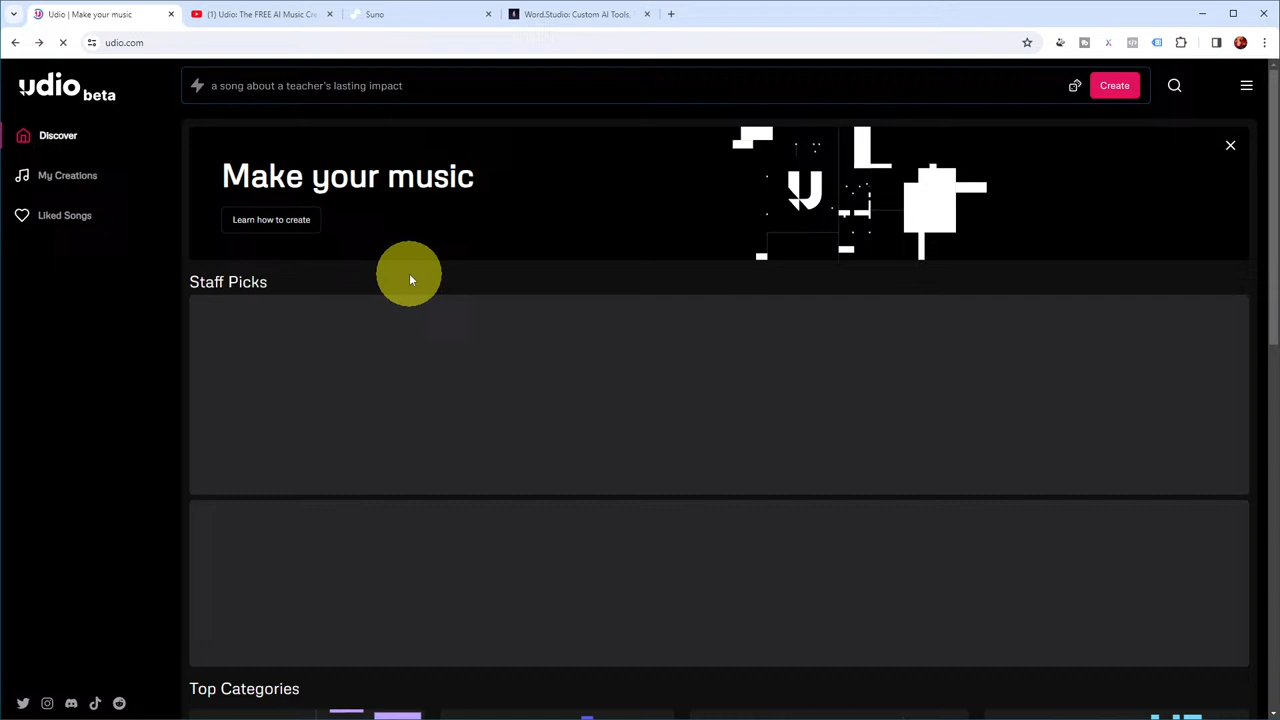 Udio | Make your music
(1) Udio: The FREE AI Music Cre
Suno
Word.Studio: Custom AI Tools,
udio.com
udio beta
a song about a teacher's lasting impact
Create
Discover
My Creations
Liked Songs
Make your music
Learn how to create
Staff Picks
Top Categories